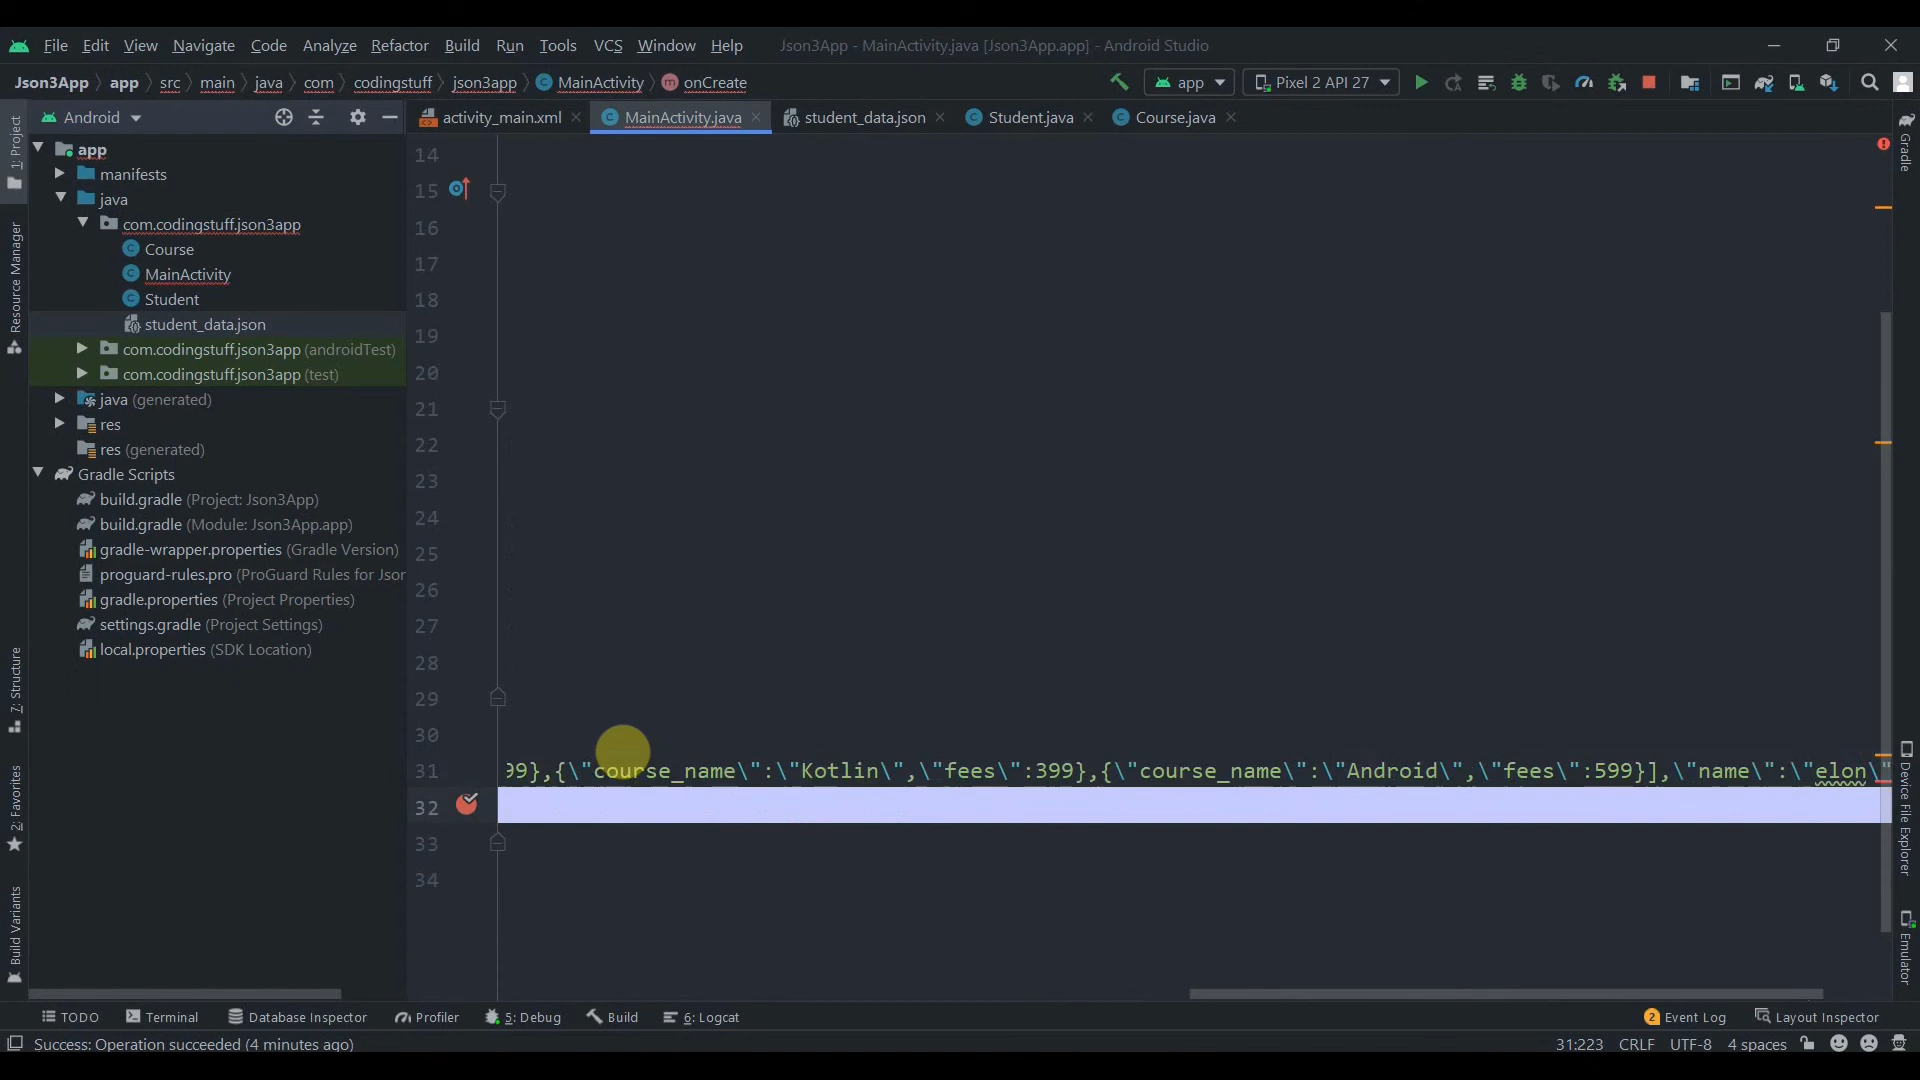 File Edit View Navigate Code Analyze Refactor Build Run Tools VCS Window Help Json3App - MainActivity.java [Json3App.app] - Android Studio
Json3App app src main java com codingstuff json3app MainActivity onCreate app Pixel 2 API 27
Android activity_main.xml MainActivity.java student_data.json Student.java Course.java
1: Project
Resource Manager
7: Structure
2: Favorites
Build Variants
app
manifests
java
com.codingstuff.json3app
Course
MainActivity
Student
student_data.json
com.codingstuff.json3app (androidTest)
com.codingstuff.json3app (test)
java (generated)
res
res (generated)
Gradle Scripts
build.gradle (Project: Json3App)
build.gradle (Module: Json3App.app)
gradle-wrapper.properties (Gradle Version)
proguard-rules.pro (ProGuard Rules for Jsor
gradle.properties (Project Properties)
settings.gradle (Project Settings)
local.properties (SDK Location)
14
15
16
17
18
19
20
21
22
23
24
25
26
27
28
29
30
31 99},{\"course_name\":\"Kotlin\",\"fees\":399},{\"course_name\":\"Android\",\"fees\":599}],\"name\":\"elon\"
32
33
34
Gradle
Device File Explorer
Emulator
TODO Terminal Database Inspector Profiler 5: Debug Build 6: Logcat 2 Event Log Layout Inspector
Success: Operation succeeded (4 minutes ago) 31:223 CRLF UTF-8 4 spaces